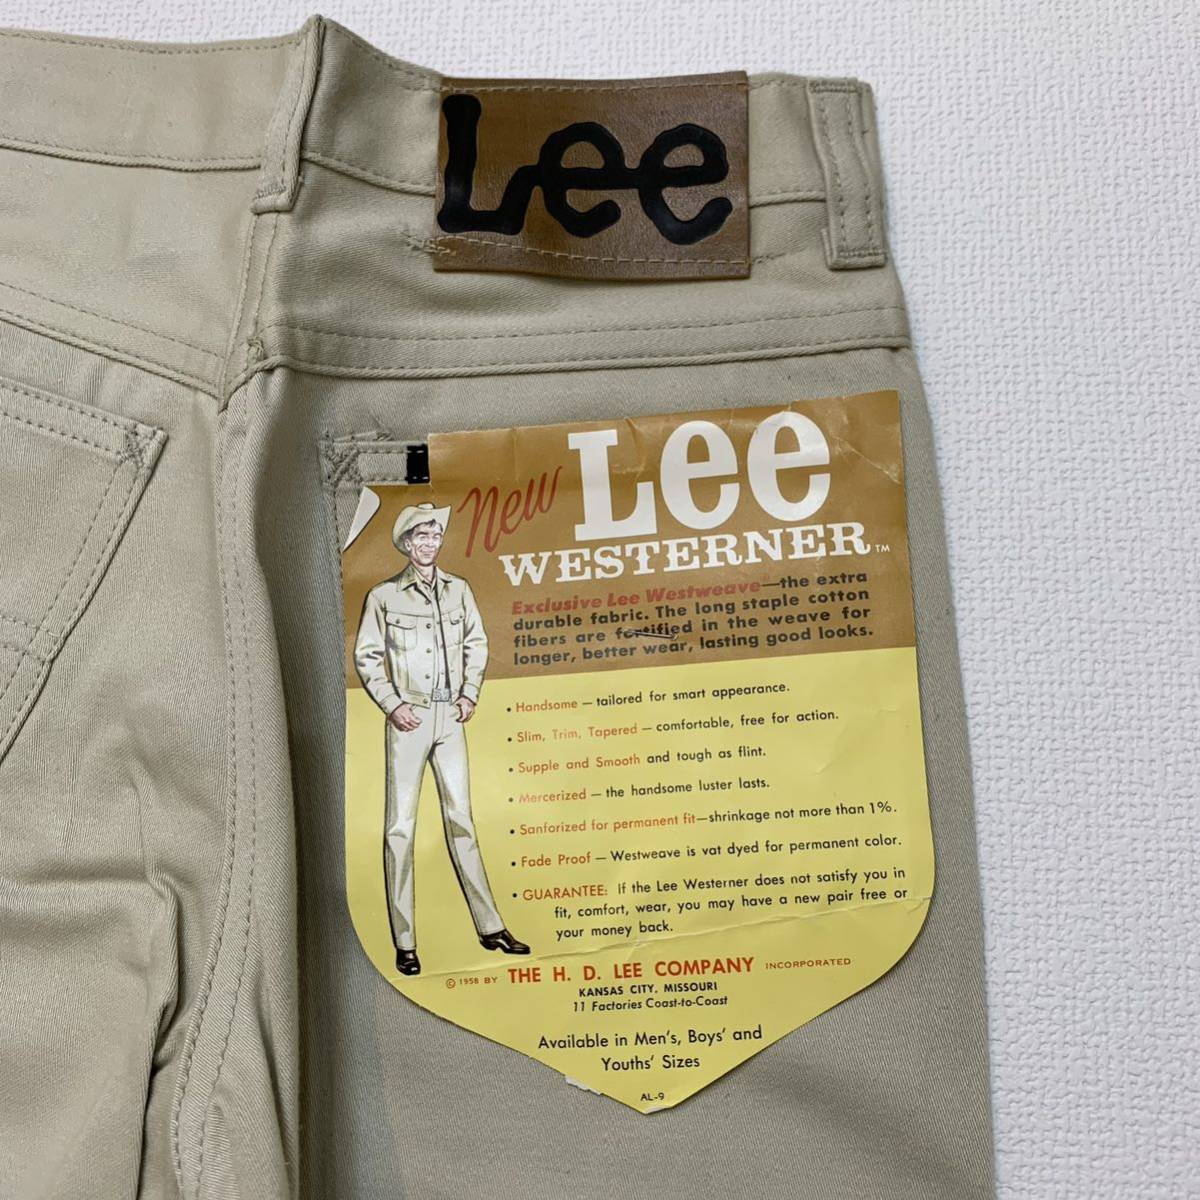 Lee
New Lee
WESTERNER™
Exclusive Lee Westweave®—the extra
durable fabric. The long staple cotton
fibers are fortified in the weave for
longer, better wear, lasting good looks.
• Handsome — tailored for smart appearance.
• Slim, Trim, Tapered — comfortable, free for action.
• Supple and Smooth and tough as flint.
• Mercerized — the handsome luster lasts.
• Sanforized for permanent fit—shrinkage not more than 1%.
• Fade Proof — Westweave is vat dyed for permanent color.
• GUARANTEE: If the Lee Westerner does not satisfy you in
fit, comfort, wear, you may have a new pair free or
your money back.
© 1958 BY THE H. D. LEE COMPANY INCORPORATED
KANSAS CITY, MISSOURI
11 Factories Coast-to-Coast
Available in Men's, Boys' and
Youths' Sizes
AL-9